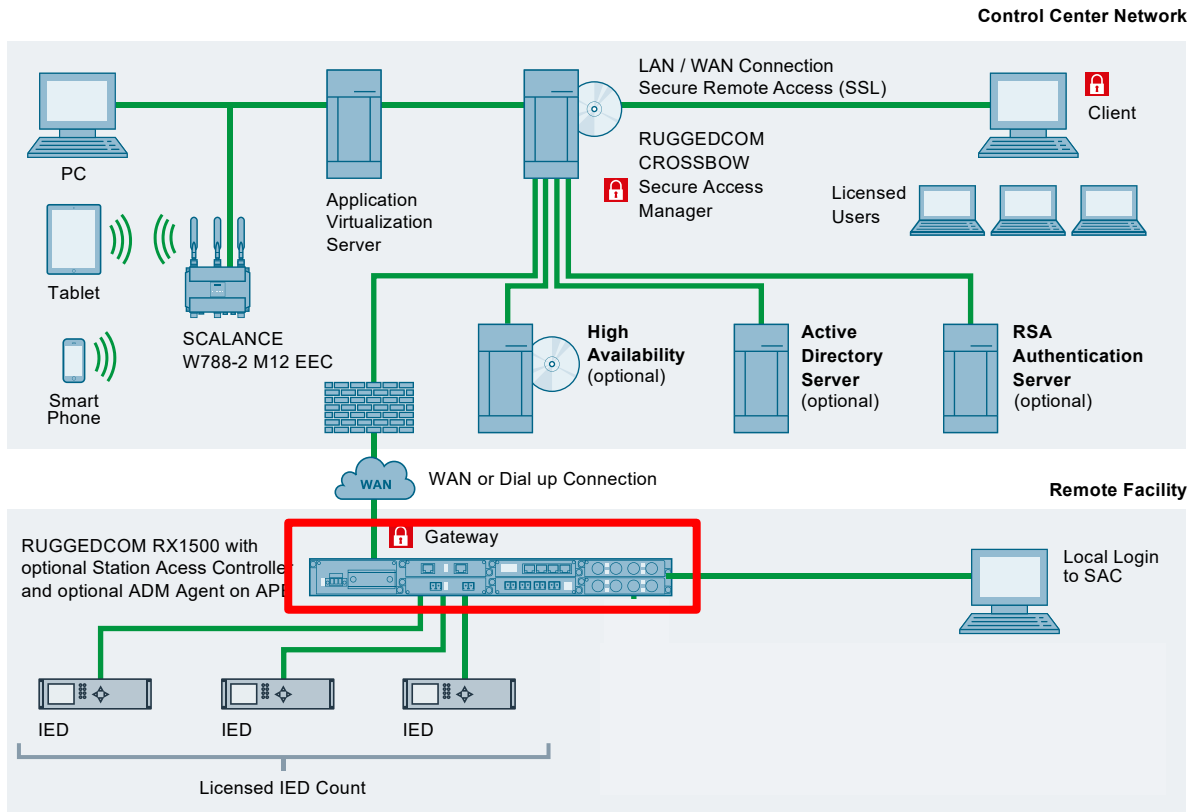 Control Center Network
LAN / WAN Connection
Secure Remote Access (SSL)
Client
PC
RUGGEDCOM
CROSSBOW
Secure Access
Manager
Application
Virtualization
Server
Licensed
Users
Tablet
SCALANCE
W788-2 M12 EEC
Smart
Phone
High
Availability
(optional)
Active
Directory
Server
(optional)
RSA
Authentication
Server
(optional)
WAN
WAN or Dial up Connection
Remote Facility
Gateway
RUGGEDCOM RX1500 with
optional Station Acess Controller
and optional ADM Agent on APE
Local Login
to SAC
IED
IED
IED
Licensed IED Count